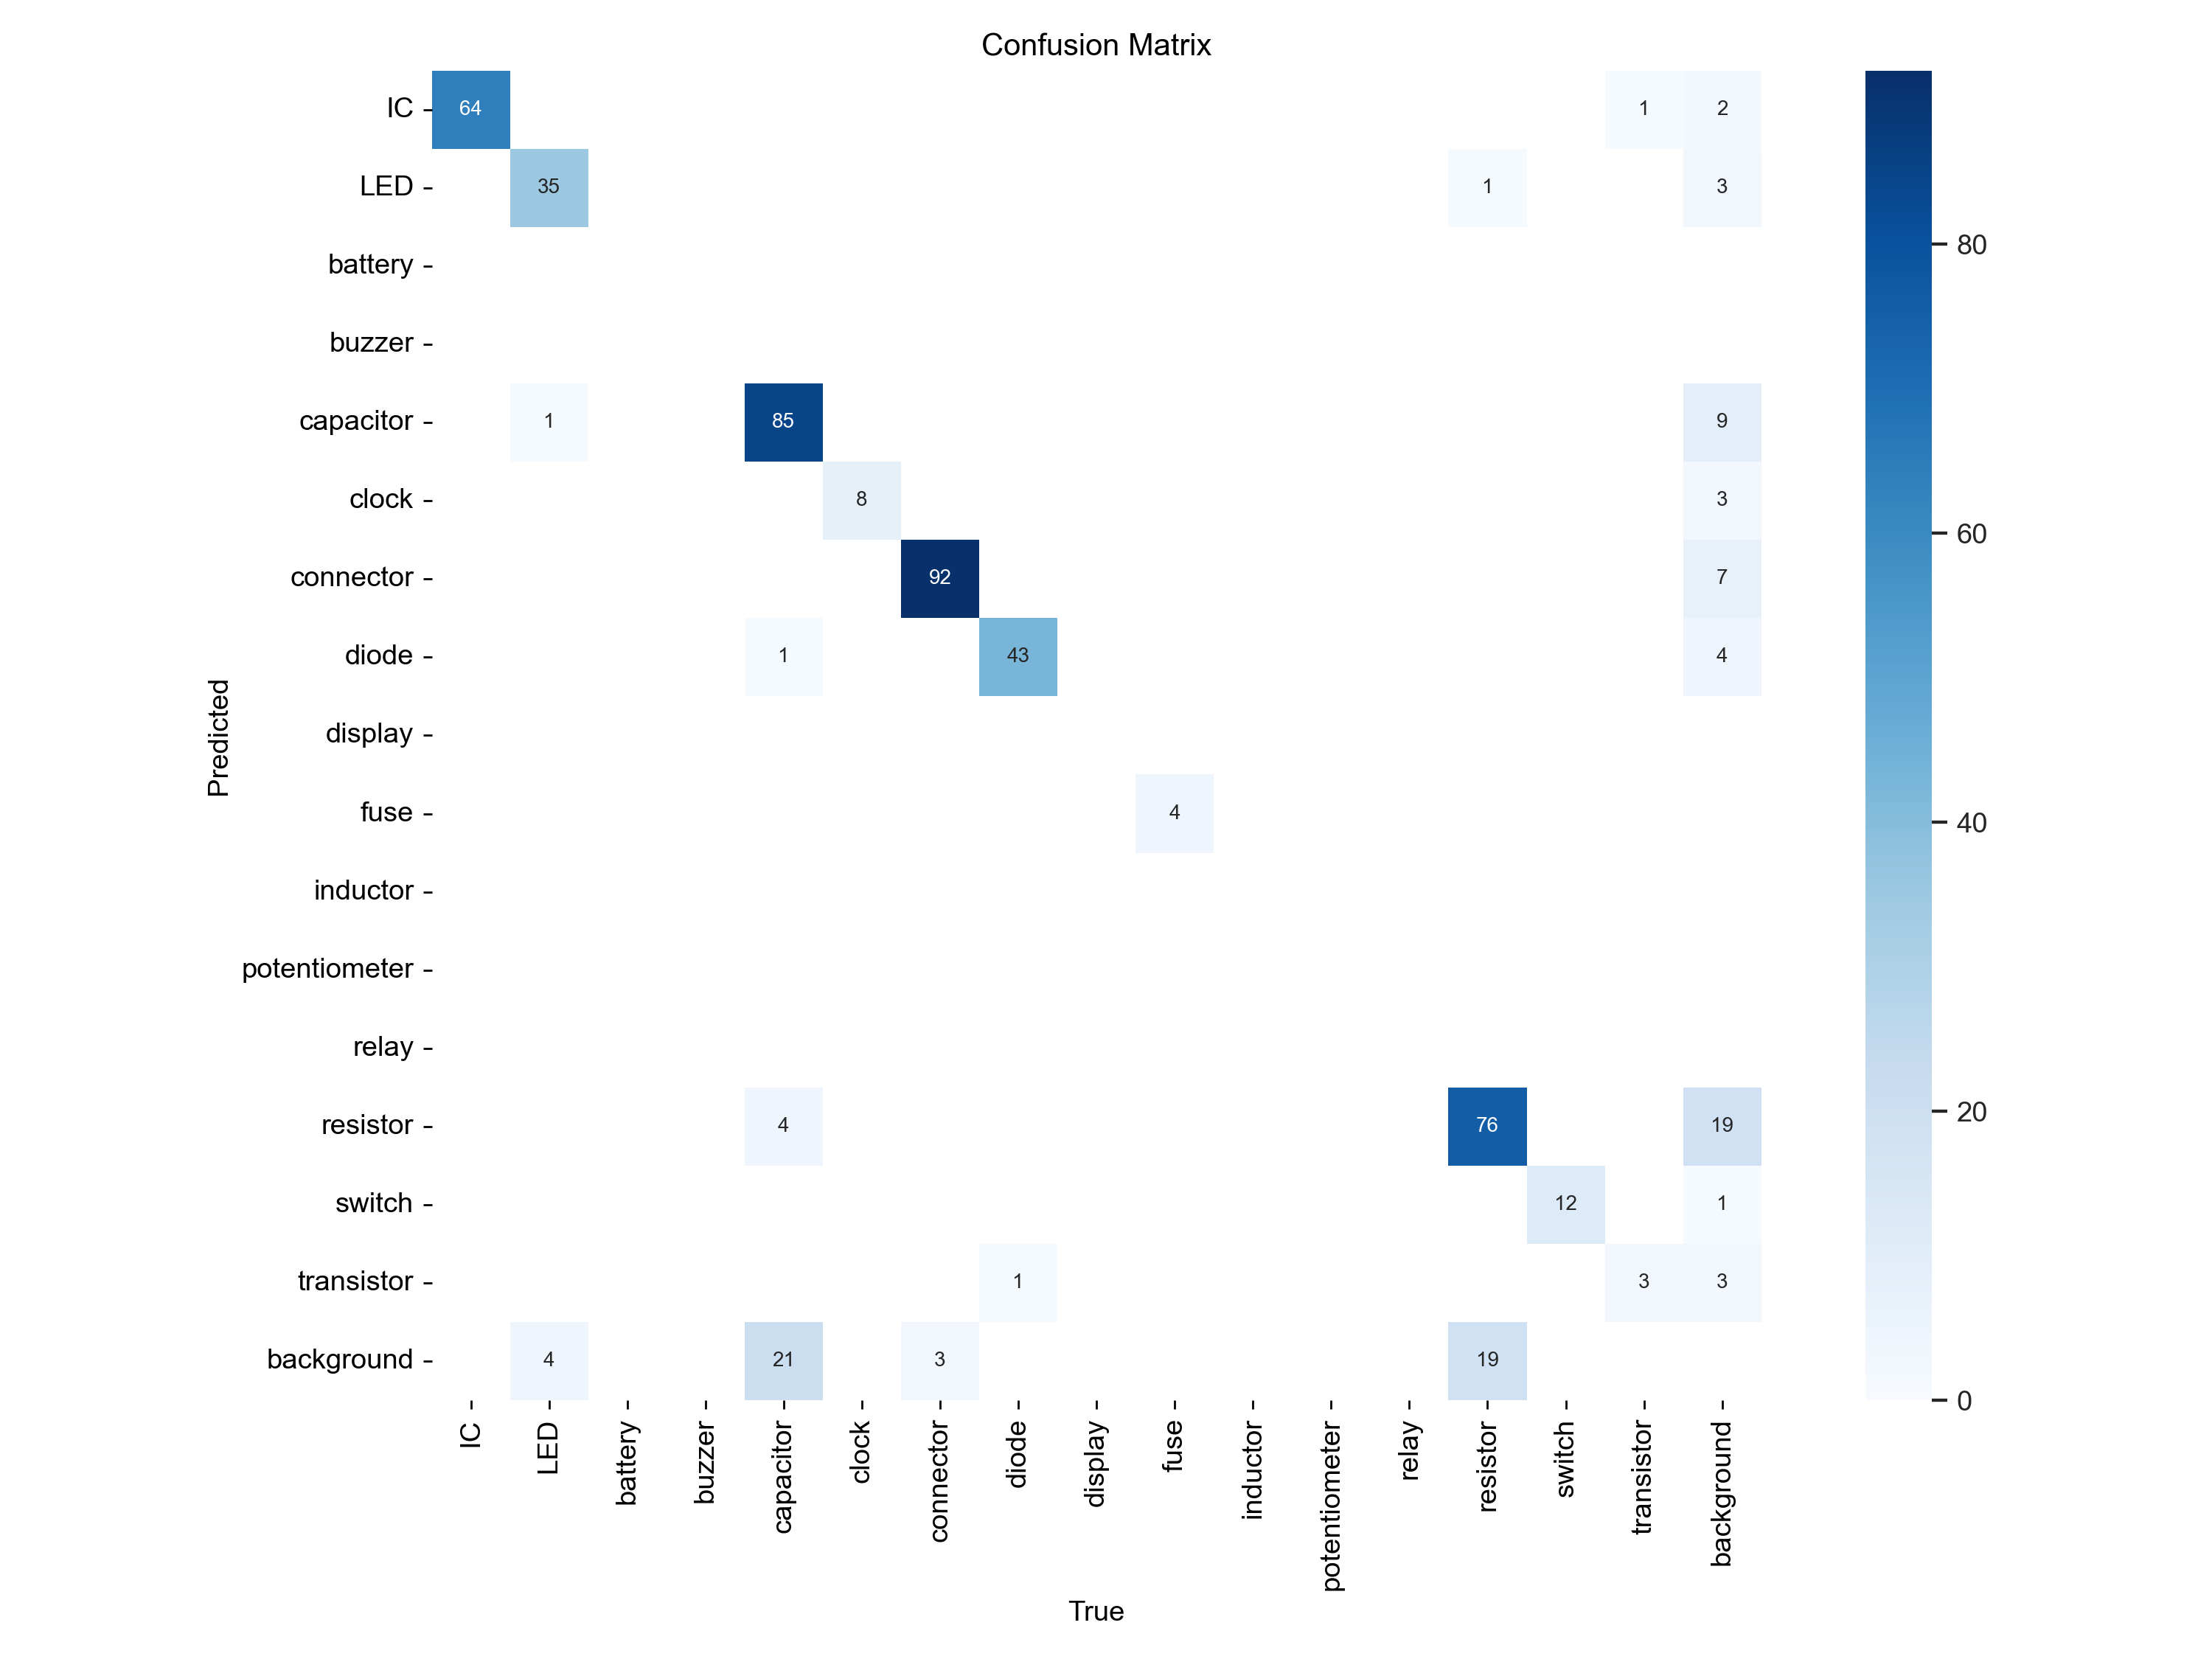 Confusion Matrix
IC 64 1 2
LED 35 1 3
battery
buzzer
capacitor 1 85 9
clock 8 3
connector 92 7
diode 1 43 4
display
fuse 4
inductor
potentiometer
relay
resistor 4 76 19
switch 12 1
transistor 1 3 3
background 4 21 3 19
Predicted
IC LED battery buzzer capacitor clock connector diode display fuse inductor potentiometer relay resistor switch transistor background
True
80
60
40
20
0